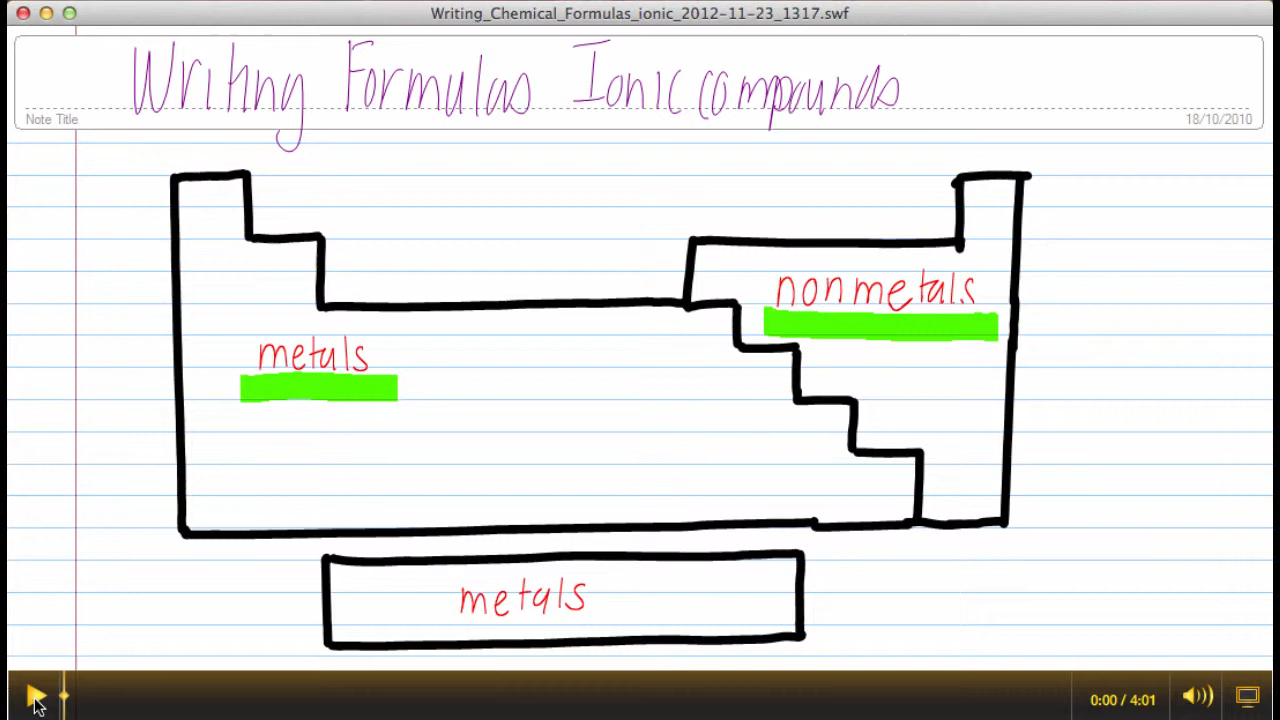 Writing_Chemical_Formulas_ionic_2012-11-23_1317.swf
Writing Formulas Ionic compounds
Note Title
18/10/2010
nonmetals
metals
metals
0:00 / 4:01